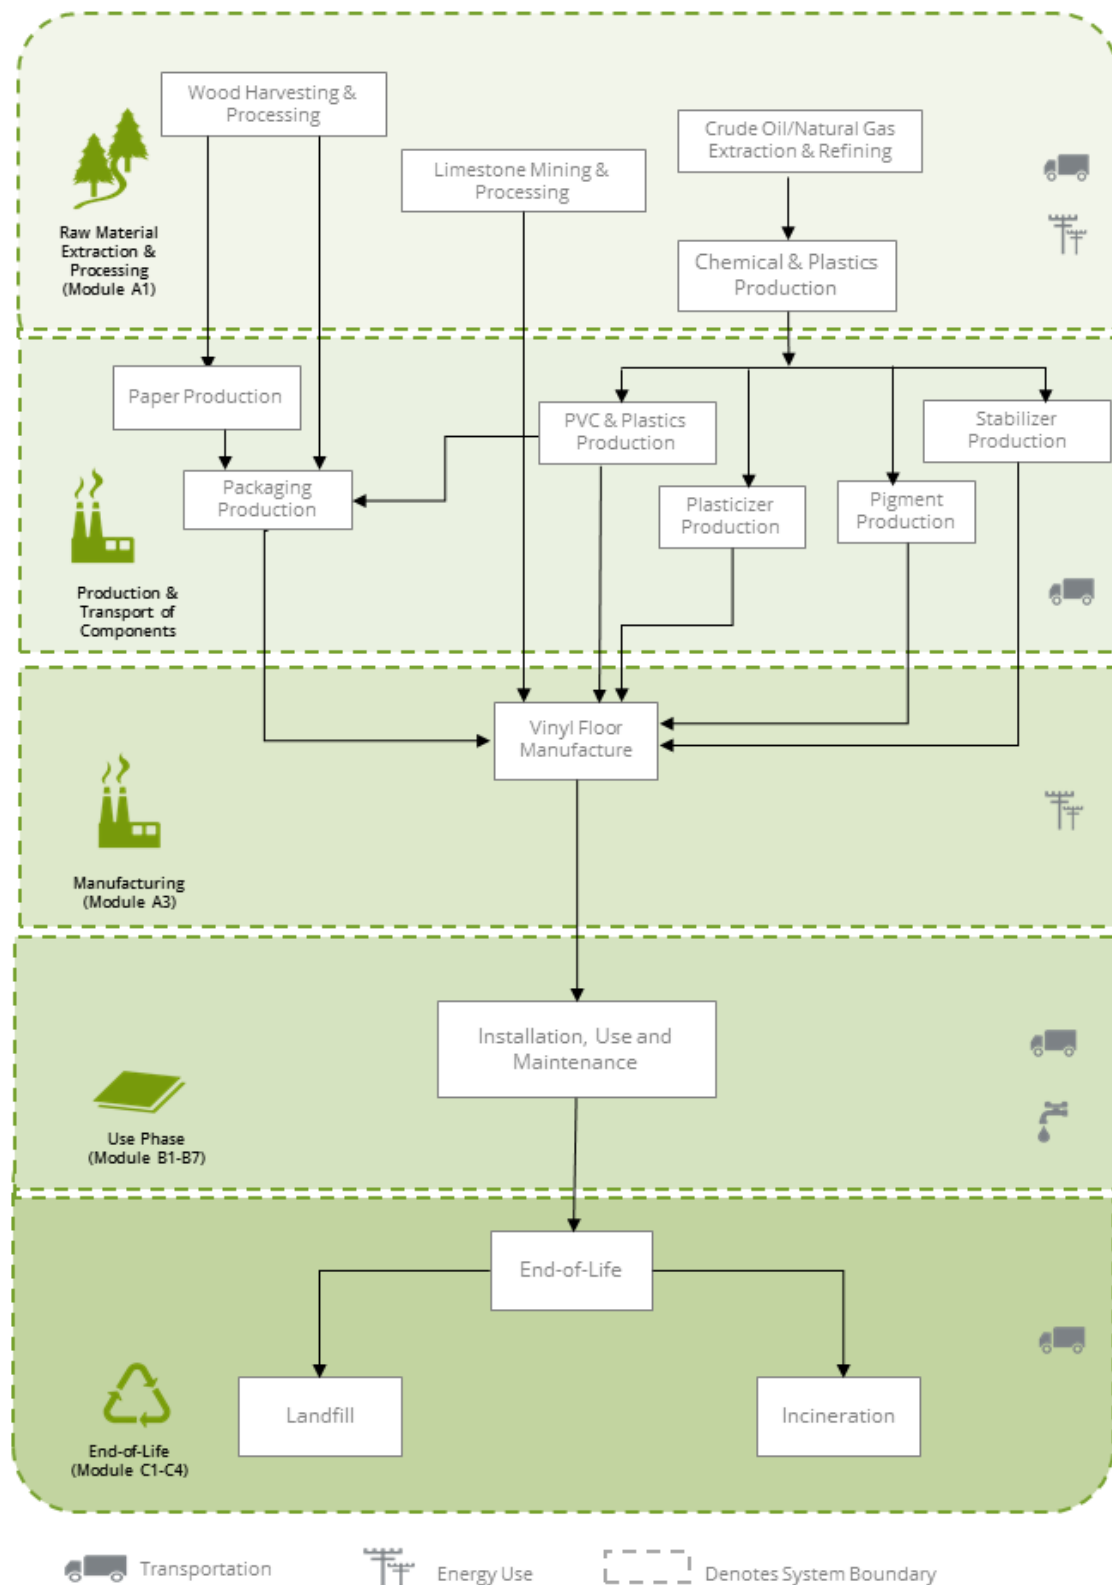 Wood Harvesting &
Processing
Crude Oil/Natural Gas
Extraction & Refining
Limestone Mining &
Processing
Raw Material
Extraction &
Processing
(Module A1)
Chemical & Plastics
Production
Paper Production
PVC & Plastics
Production
Stabilizer
Production
Packaging
Production
Plasticizer
Production
Pigment
Production
Production &
Transport of
Components
Vinyl Floor
Manufacture
Manufacturing
(Module A3)
Installation, Use and
Maintenance
Use Phase
(Module B1-B7)
End-of-Life
Landfill
Incineration
End-of-Life
(Module C1-C4)
Transportation
Energy Use
Denotes System Boundary